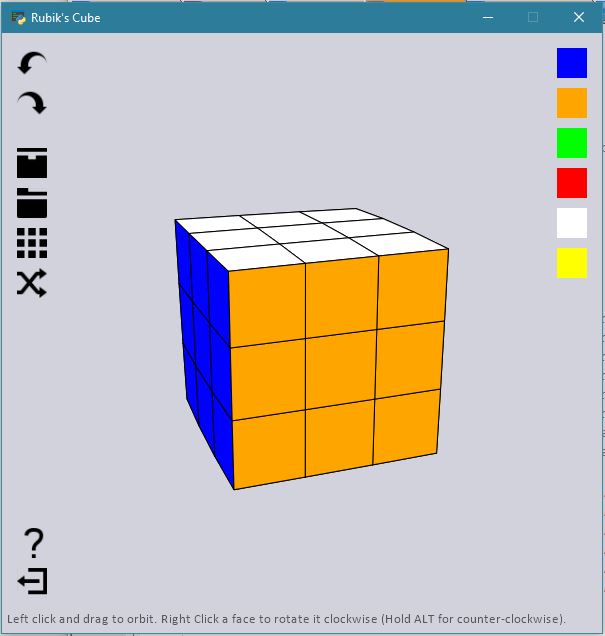 Rubik's Cube
?
Left click and drag to orbit. Right Click a face to rotate it clockwise (Hold ALT for counter-clockwise).